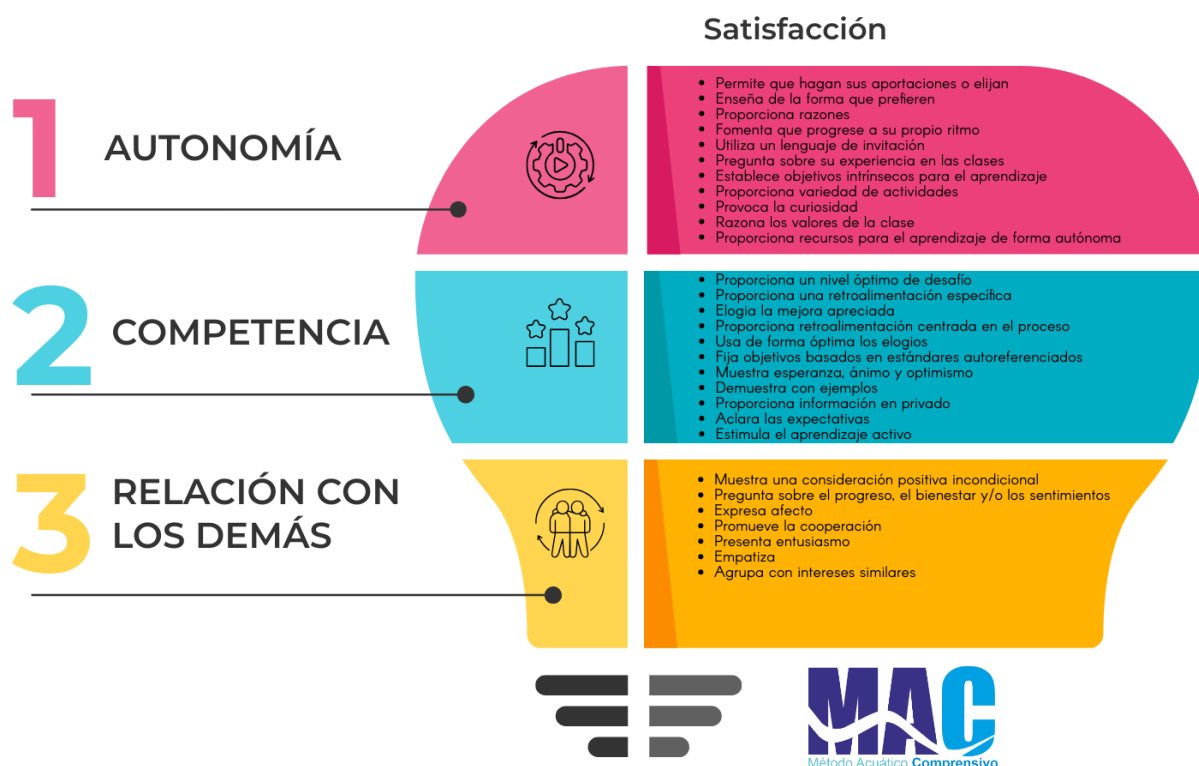 Satisfacción
1
AUTONOMÍA
• Permite que hagan sus aportaciones o elijan
• Enseña de la forma que prefieren
• Proporciona razones
• Fomenta que progrese a su propio ritmo
• Utiliza un lenguaje de invitación
• Pregunta sobre su experiencia en las clases
• Establece objetivos intrínsecos para el aprendizaje
• Proporciona variedad de actividades
• Provoca la curiosidad
• Razona los valores de la clase
• Proporciona recursos para el aprendizaje de forma autónoma
2
COMPETENCIA
• Proporciona un nivel óptimo de desafío
• Proporciona una retroalimentación específica
• Elogia la mejora apreciada
• Proporciona retroalimentación centrada en el proceso
• Usa de forma óptima los elogios
• Fija objetivos basados en estándares autoreferenciados
• Muestra esperanza, ánimo y optimismo
• Demuestra con ejemplos
• Proporciona información en privado
• Aclara las expectativas
• Estimula el aprendizaje activo
3
RELACIÓN CON
LOS DEMÁS
• Muestra una consideración positiva incondicional
• Pregunta sobre el progreso, el bienestar y/o los sentimientos
• Expresa afecto
• Promueve la cooperación
• Presenta entusiasmo
• Empatiza
• Agrupa con intereses similares
MAC
Método Acuático Comprensivo